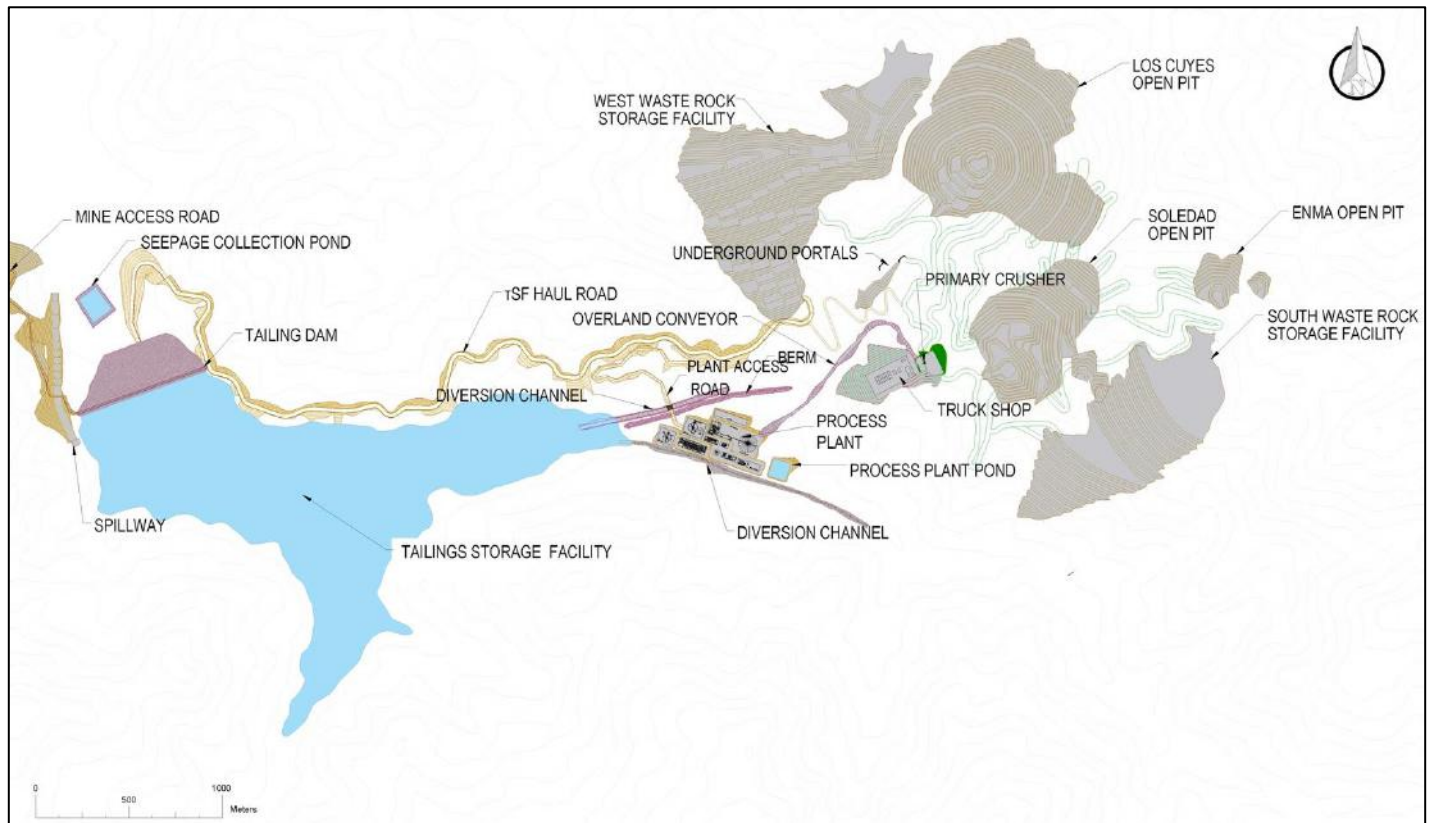 LOS CUYES
OPEN PIT
WEST WASTE ROCK
STORAGE FACILITY
N
MINE ACCESS ROAD
SEEPAGE COLLECTION POND
SOLEDAD
OPEN PIT
ENMA OPEN PIT
UNDERGROUND PORTALS
PRIMARY CRUSHER
TSF HAUL ROAD
OVERLAND CONVEYOR
SOUTH WASTE ROCK
STORAGE FACILITY
TAILING DAM
BERM
PLANT ACCESS
ROAD
DIVERSION CHANNEL
TRUCK SHOP
PROCESS
PLANT
PROCESS PLANT POND
SPILLWAY
DIVERSION CHANNEL
TAILINGS STORAGE FACILITY
0 500 1000
Meters